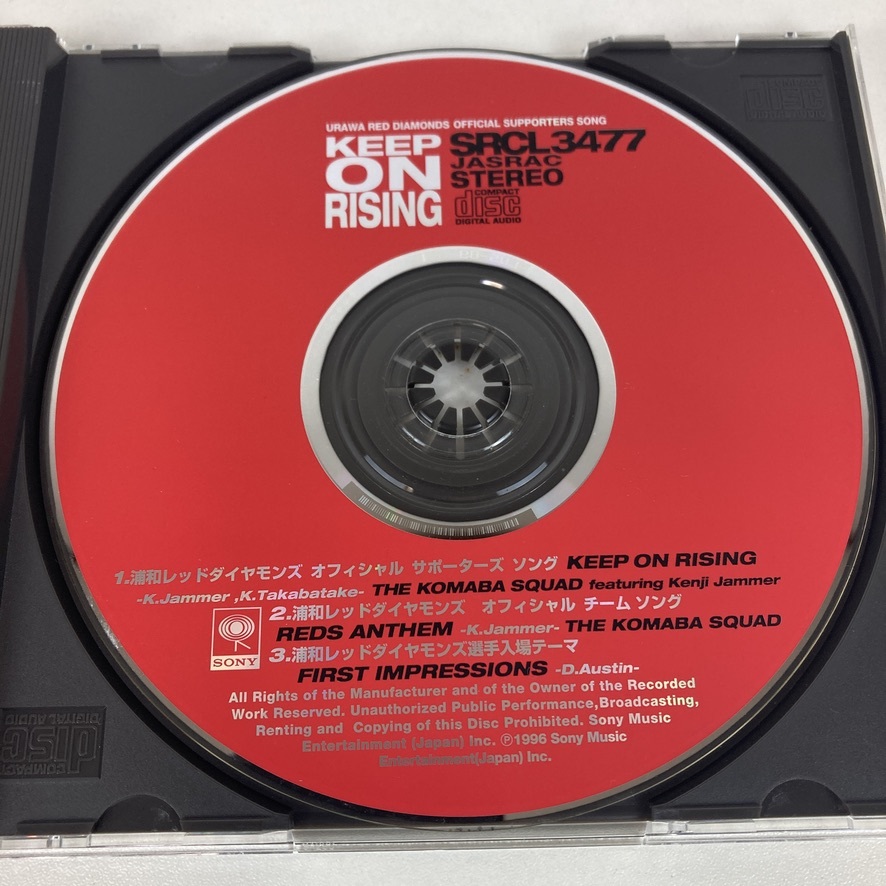 URAWA RED DIAMONDS OFFICIAL SUPPORTERS SONG
KEEP
ON
RISING
SRCL3477
JASRAC
STEREO
COMPACT
disc
DIGITAL AUDIO
1.浦和レッドダイヤモンズ オフィシャル サポーターズ ソング KEEP ON RISING
-K.Jammer ,K.Takabatake- THE KOMABA SQUAD featuring Kenji Jammer
2.浦和レッドダイヤモンズ オフィシャル チーム ソング
REDS ANTHEM -K.Jammer- THE KOMABA SQUAD
3.浦和レッドダイヤモンズ選手入場テーマ
FIRST IMPRESSIONS -D.Austin-
SONY
All Rights of the Manufacturer and of the Owner of the Recorded
Work Reserved. Unauthorized Public Performance,Broadcasting,
Renting and Copying of this Disc Prohibited. Sony Music
Entertainment (Japan) Inc. ℗1996 Sony Music
Entertainment(Japan) Inc.
COMPACT
disc
DIGITAL AUDIO
disc